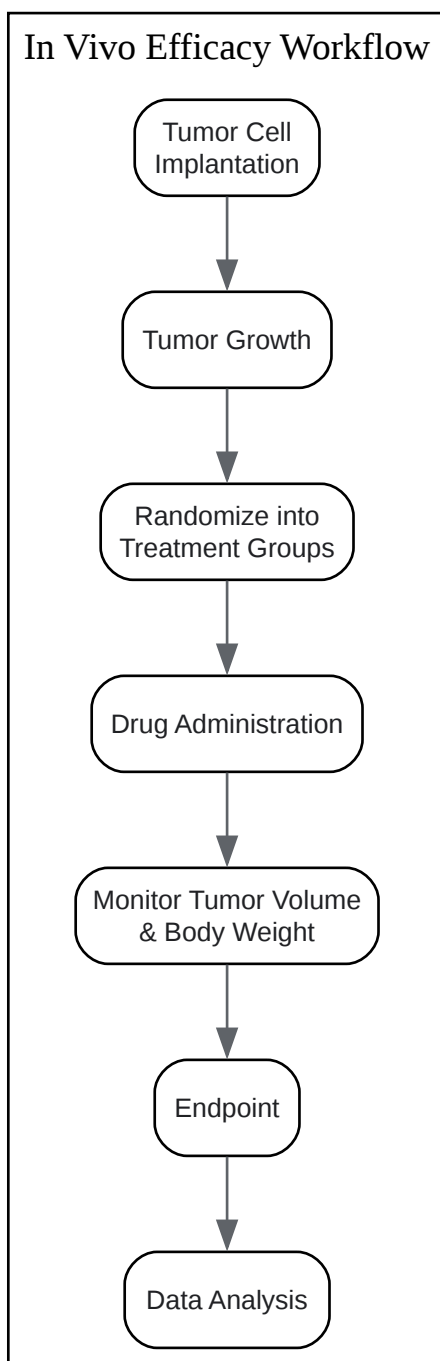 In Vivo Efficacy Workflow
Tumor Cell
Implantation
Tumor Growth
Randomize into
Treatment Groups
Drug Administration
Monitor Tumor Volume
& Body Weight
Endpoint
Data Analysis